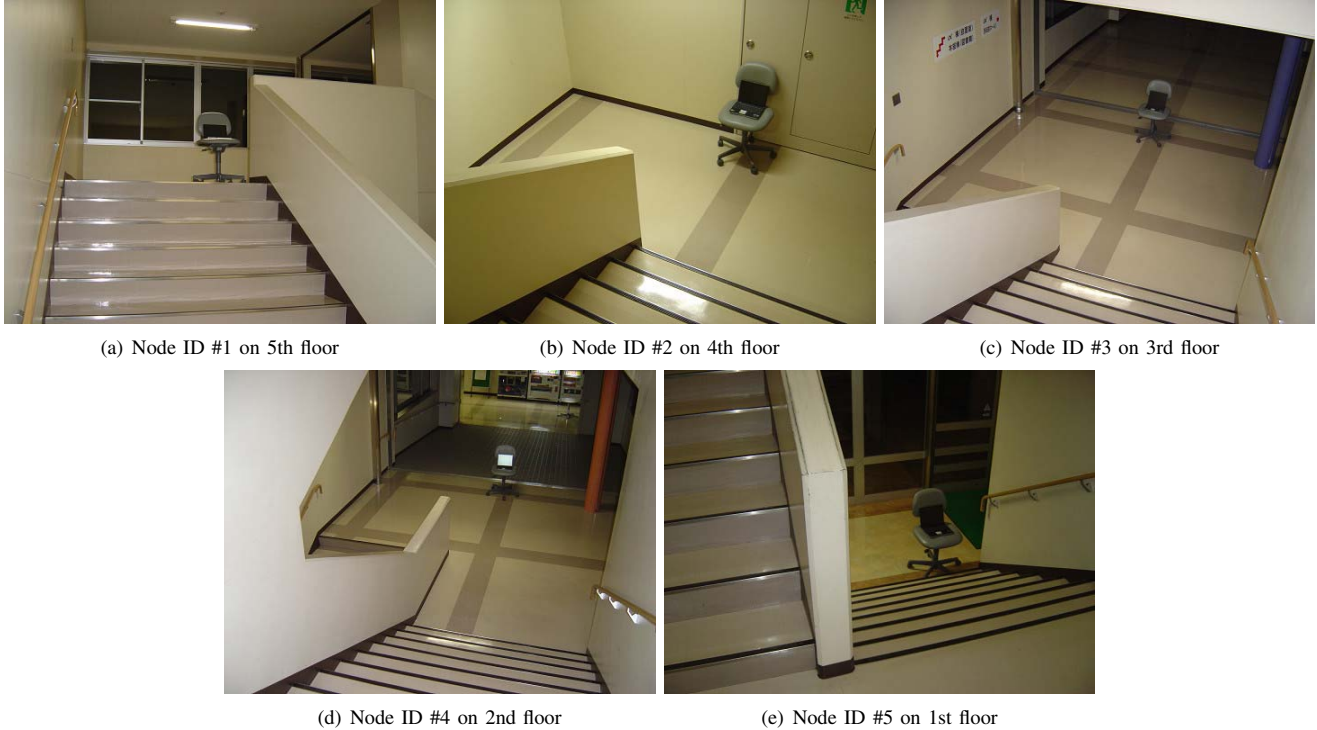 (a) Node ID #1 on 5th floor
(b) Node ID #2 on 4th floor
(c) Node ID #3 on 3rd floor
(d) Node ID #4 on 2nd floor
(e) Node ID #5 on 1st floor